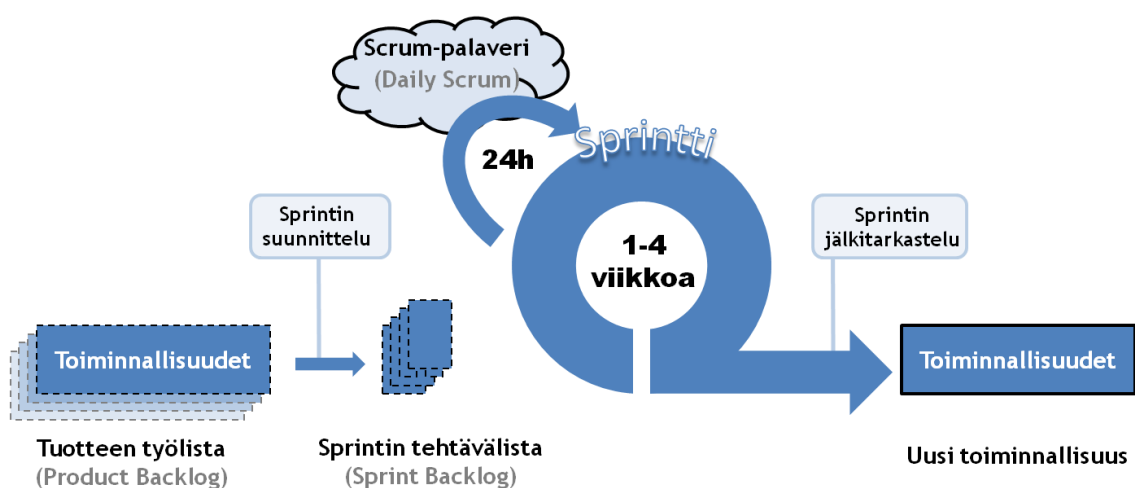 Scrum-palaveri
(Daily Scrum)
Sprintti
24h
Sprintin
suunnittelu
1-4
viikkoa
Sprintin
jälkitarkastelu
Toiminnallisuudet
Toiminnallisuudet
Tuotteen työlista
(Product Backlog)
Sprintin tehtävälista
(Sprint Backlog)
Uusi toiminnallisuus